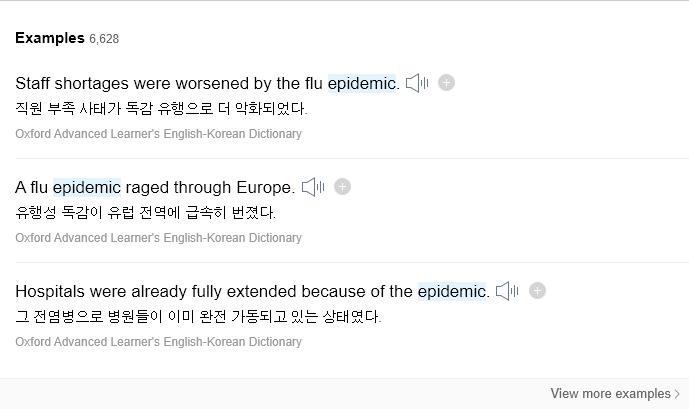 Examples 6,628
Staff shortages were worsened by the flu epidemic.
직원 부족 사태가 독감 유행으로 더 악화되었다.
Oxford Advanced Learner's English-Korean Dictionary
A flu epidemic raged through Europe.
유행성 독감이 유럽 전역에 급속히 번졌다.
Oxford Advanced Learner's English-Korean Dictionary
Hospitals were already fully extended because of the epidemic.
그 전염병으로 병원들이 이미 완전 가동되고 있는 상태였다.
Oxford Advanced Learner's English-Korean Dictionary
View more examples